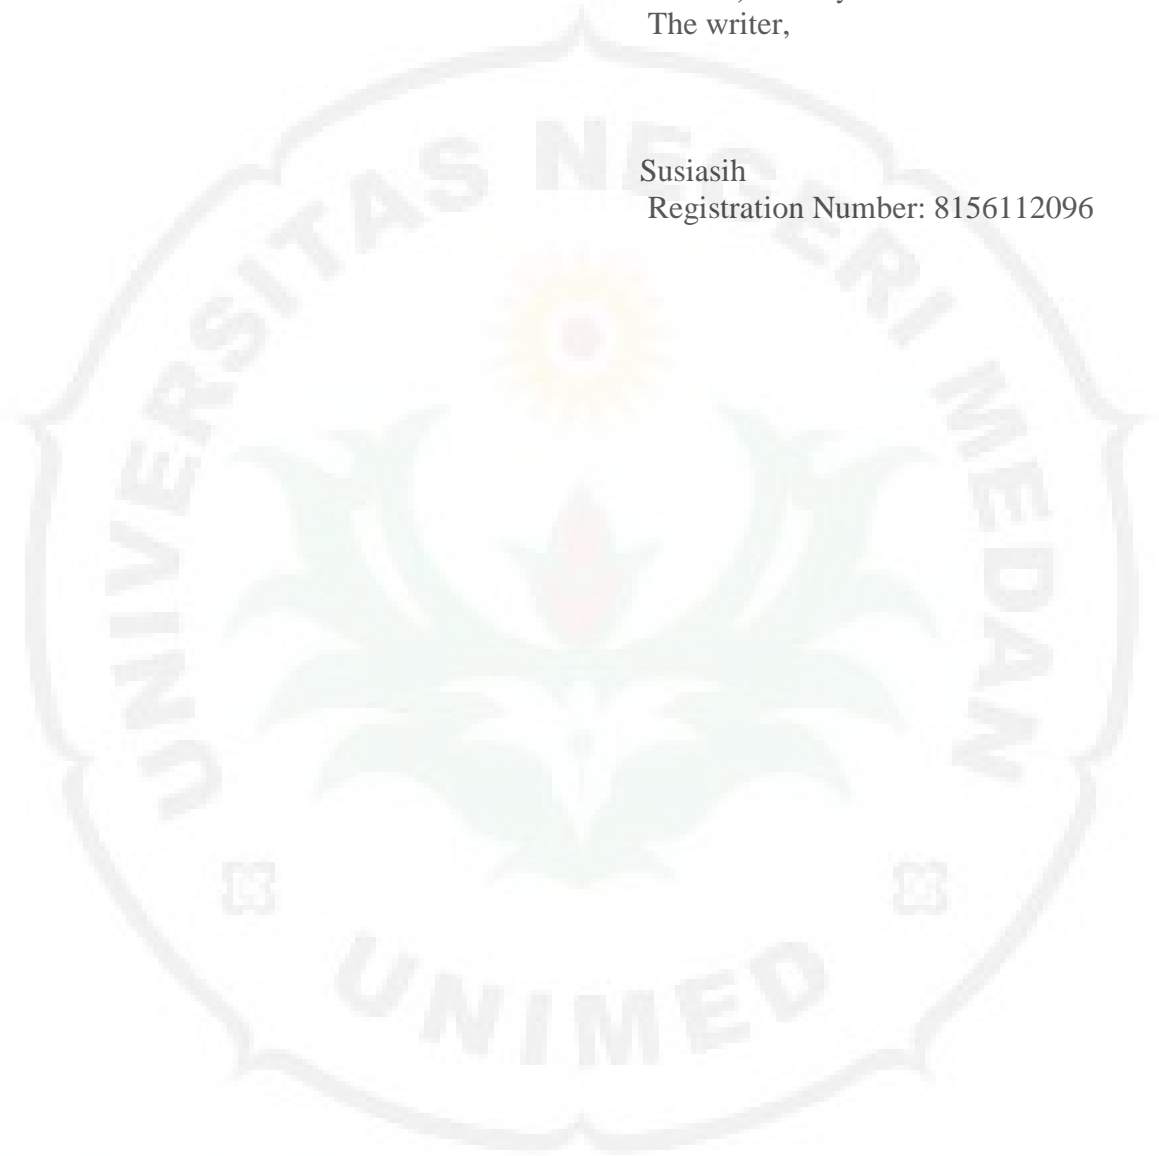 The writer,
Susiasih
Registration Number: 8156112096
UNIVERSITAS NEGERI MEDAN
UNIMED